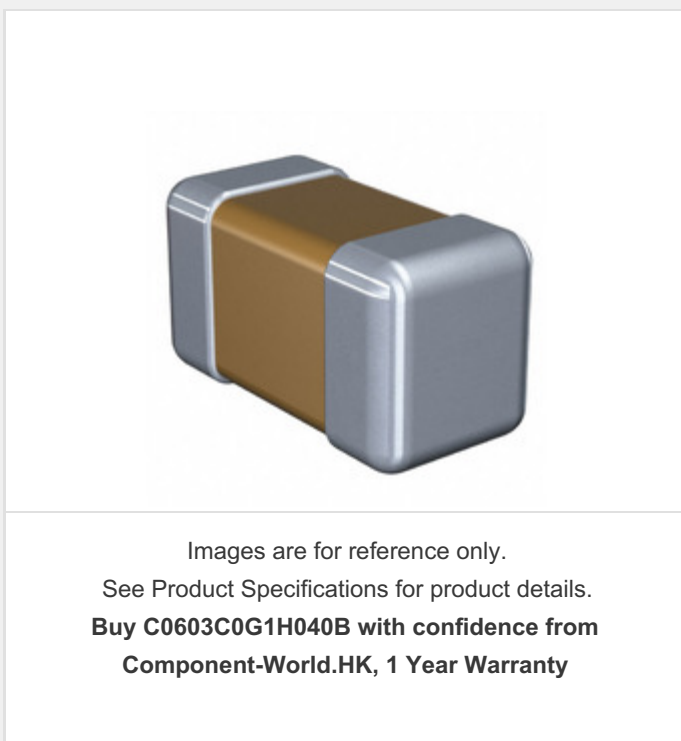 Images are for reference only.
See Product Specifications for product details.
Buy C0603C0G1H040B with confidence from
Component-World.HK, 1 Year Warranty